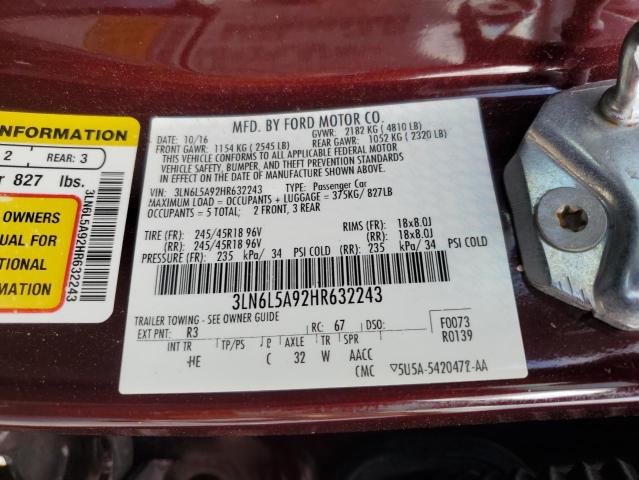 NFORMATION
2 REAR: 3
r 827 lbs.
OWNERS
UAL FOR
TIONAL
MATION
3LN6L5A92HR632243
MFD. BY FORD MOTOR CO.
10/16 GVWR: 2182 KG ( 4810 LB)
FRONT GAWR: 1154 KG ( 2545 LB) REAR GAWR: 1052 KG ( 2320 LB)
THIS VEHICLE CONFORMS TO ALL APPLICABLE FEDERAL MOTOR
VEHICLE SAFETY, BUMPER, AND THEFT PREVENTION STANDARDS
IN EFFECT ON THE DATE OF MANUFACTURE SHOWN ABOVE.
VIN: 3LN6L5A92HR632243 TYPE: Passenger Car
MAXIMUM LOAD = OCCUPANTS + LUGGAGE = 375KG/ 827LB
OCCUPANTS = 5 TOTAL: 2 FRONT, 3 REAR
TIRE (FR): 245/45R18 96V RIMS (FR): 18x8.0J
(RR): 245/45R18 96V (RR): 18x8.0J
PRESSURE (FR): 235 kPa/ 34 PSI COLD (RR): 235 kPa/ 34 PSI COLD
3LN6L5A92HR632243
TRAILER TOWING - SEE OWNER GUIDE
EXT PNT: R3 RC: 67 DSO: F0073
INT TR TP/PS AXLE TR SPR R0139
HE C 32 W AACC
CMC 5U5A-5420472-AA